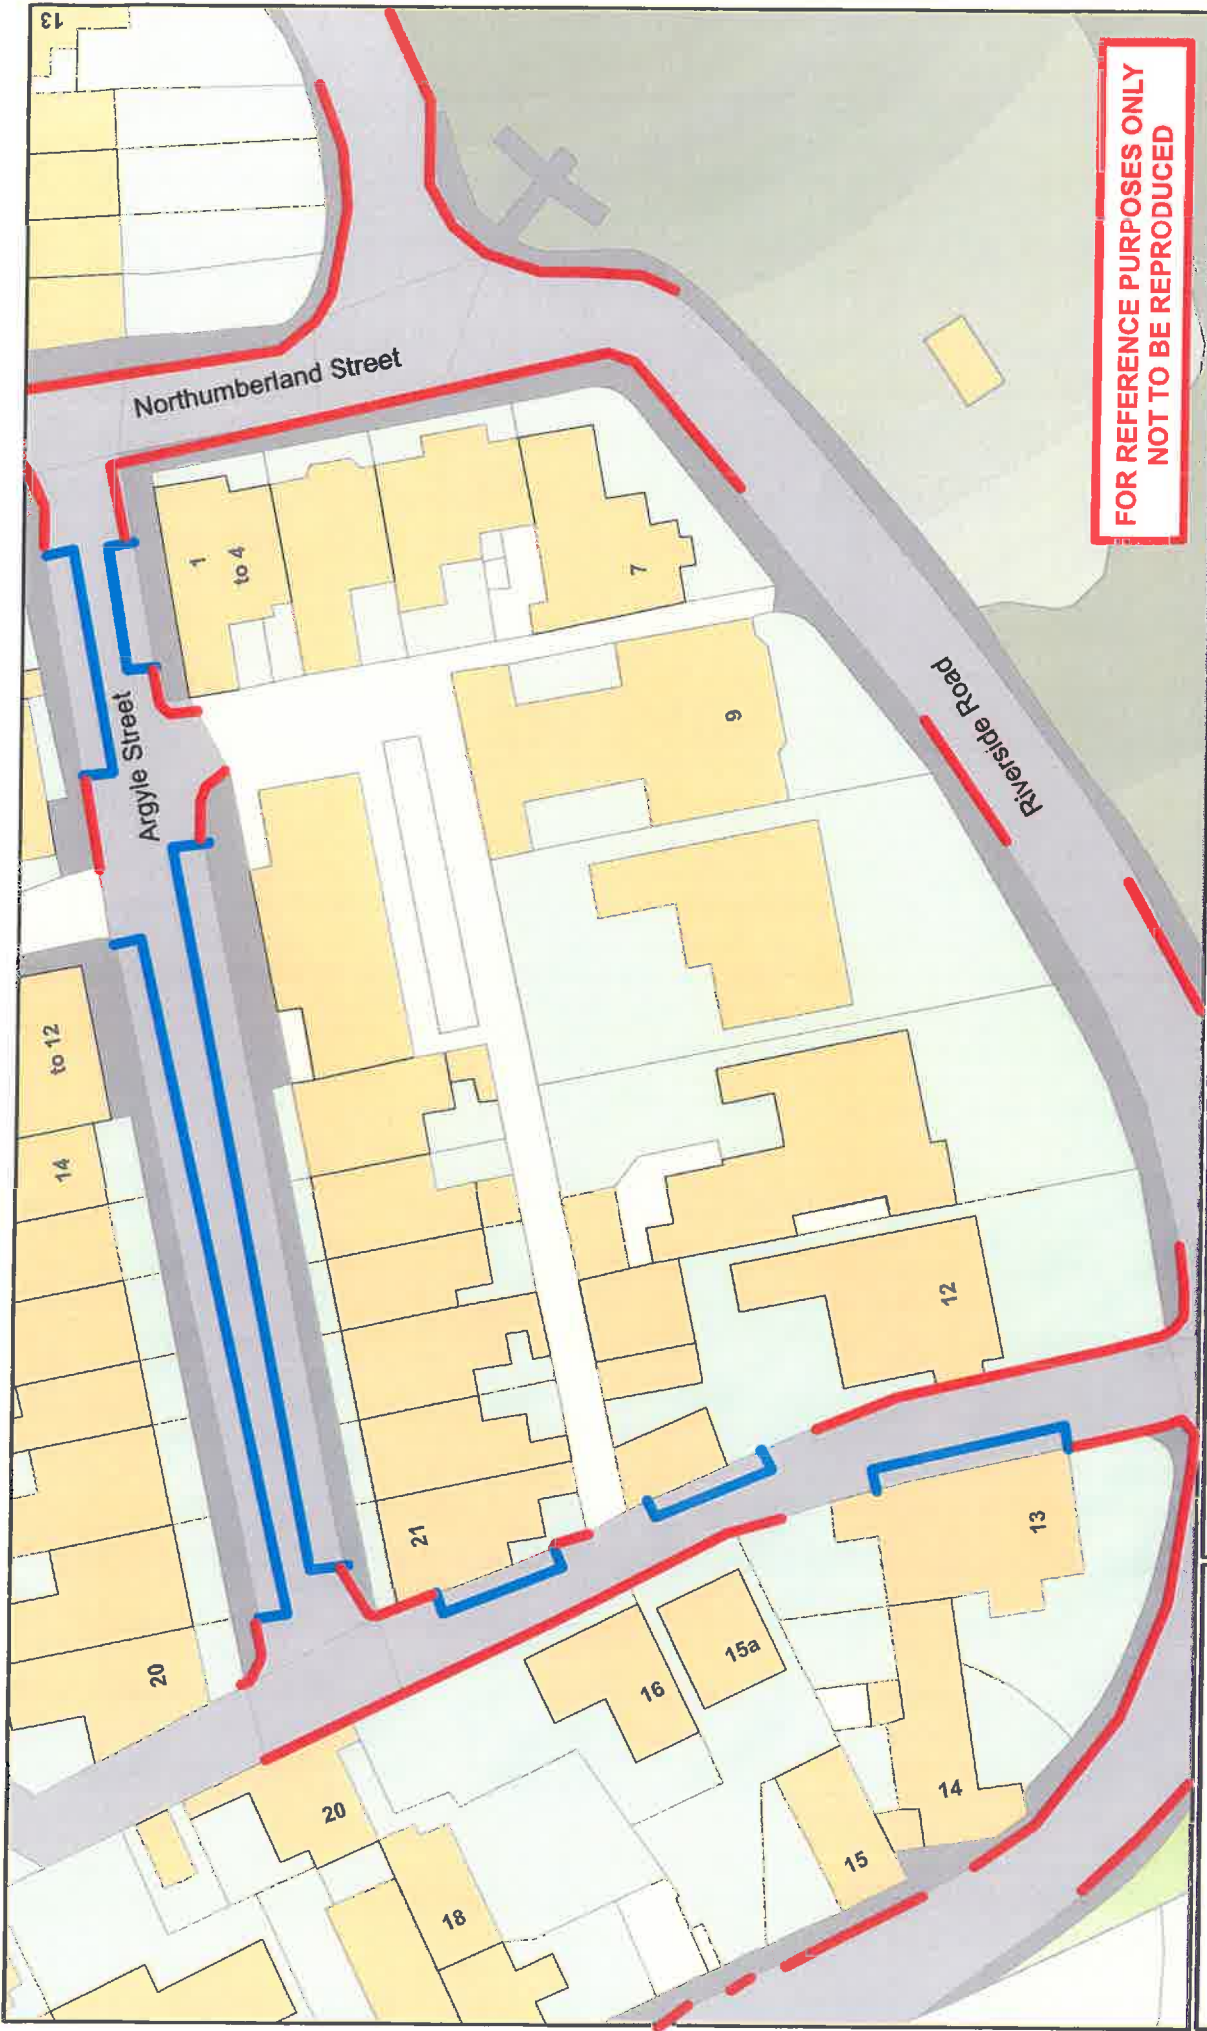 13
Northumberland Street
1
to 4
7
Argyle Street
9
Riverside Road
to 12
14
12
21
20
13
16
15a
20
18
15
14
FOR REFERENCE PURPOSES ONLY
NOT TO BE REPRODUCED